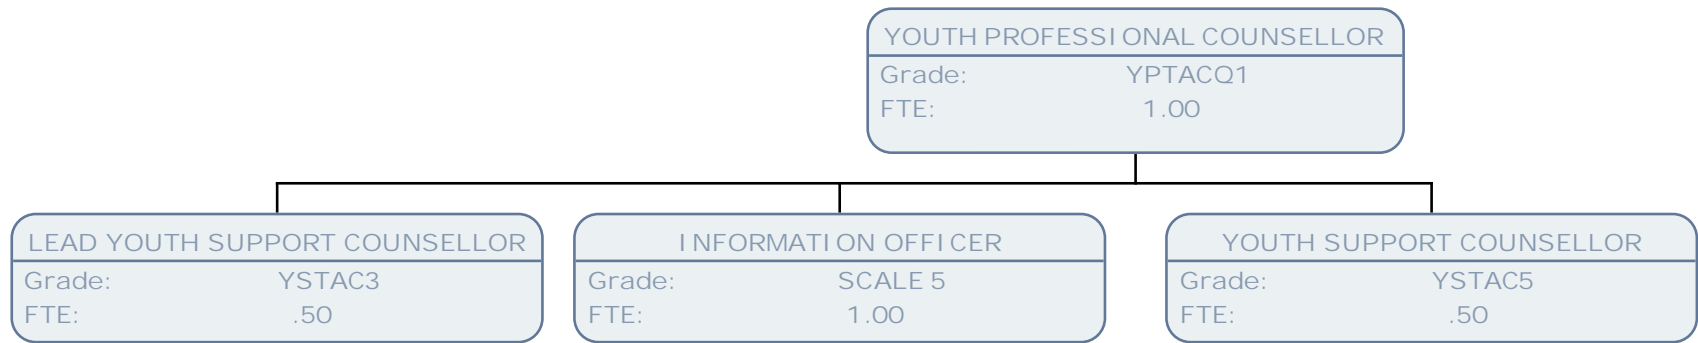 YOUTH PROFESSIONAL COUNSELLOR
Grade: YPTACQ1
FTE: 1.00
LEAD YOUTH SUPPORT COUNSELLOR
Grade: YSTAC3
FTE: .50
INFORMATION OFFICER
Grade: SCALE 5
FTE: 1.00
YOUTH SUPPORT COUNSELLOR
Grade: YSTAC5
FTE: .50